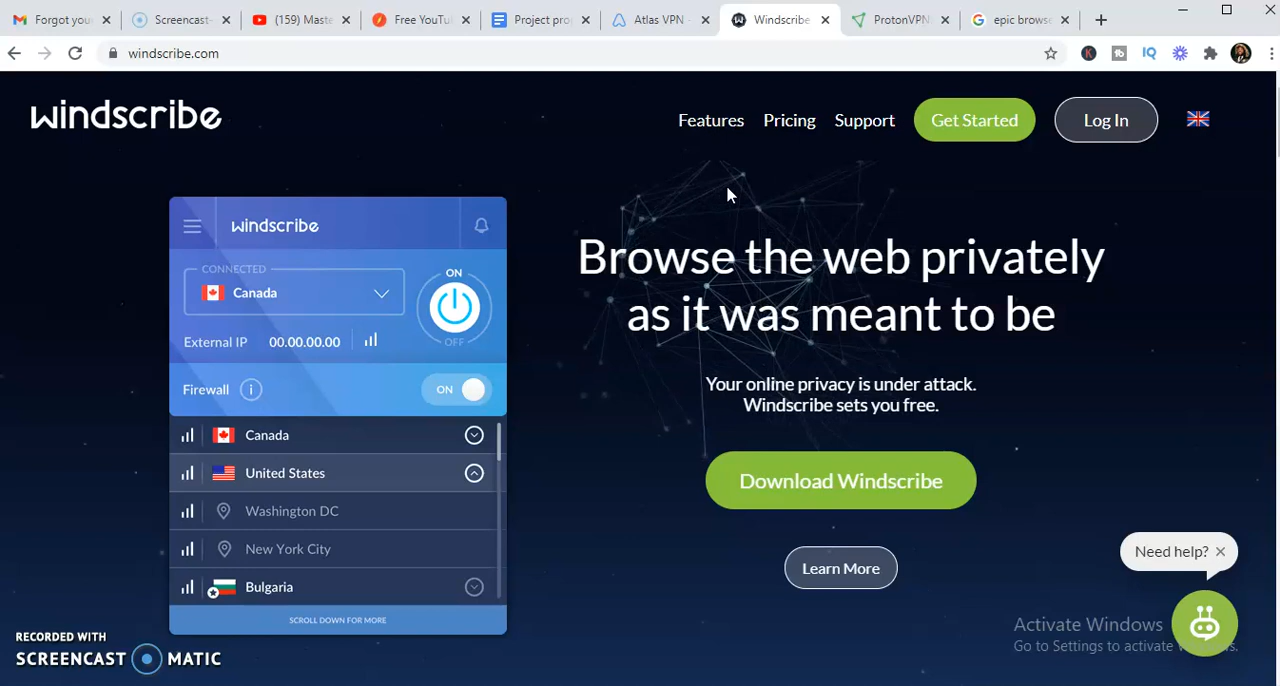 Forgot you
Screencast-
(159) Maste
Free YouTu
Project pro
Atlas VPN -
Windscribe
ProtonVPN:
epic browse
windscribe.com
windscribe
Features
Pricing
Support
Get Started
Log In
windscribe
CONNECTED
Canada
ON
OFF
External IP 00.00.00.00
Firewall
ON
Canada
United States
Washington DC
New York City
Bulgaria
SCROLL DOWN FOR MORE
Browse the web privately
as it was meant to be
Your online privacy is under attack.
Windscribe sets you free.
Download Windscribe
Learn More
Need help?
Activate Windows
Go to Settings to activate
RECORDED WITH
SCREENCAST MATIC